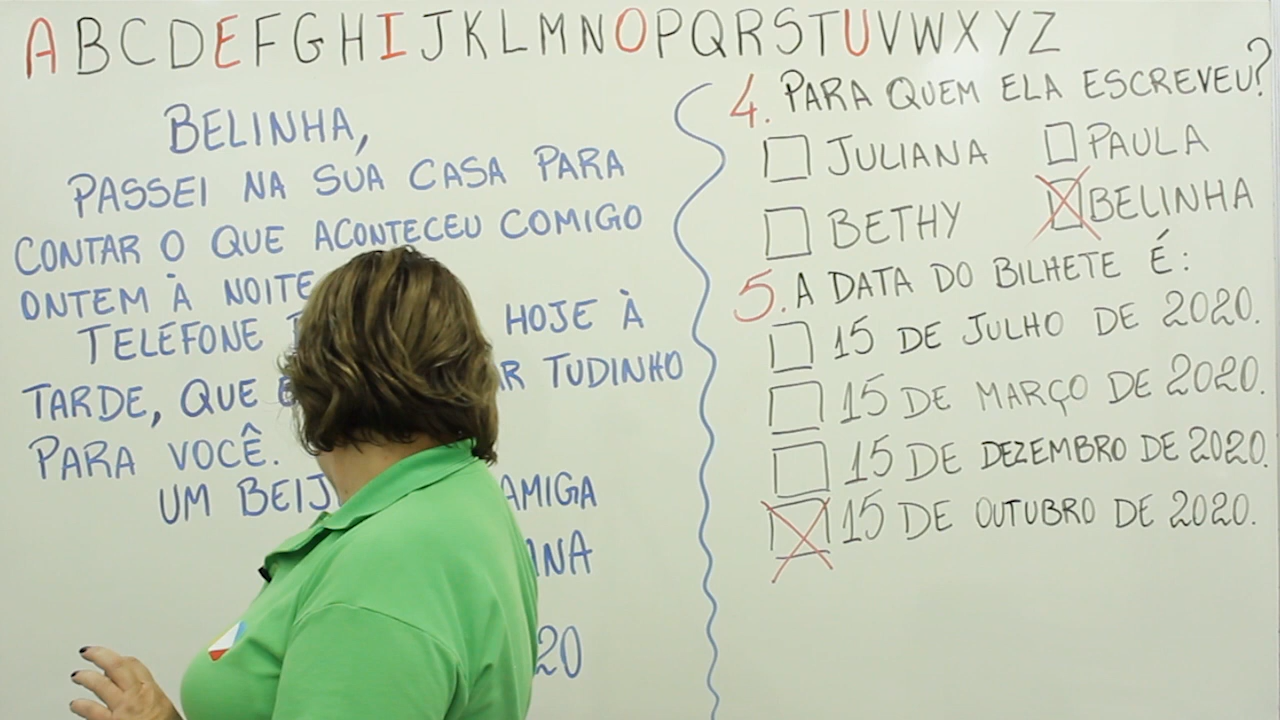 ABCDEFGHIJKLMNOPQRSTUVWXYZ
BELINHA,
PASSEI NA SUA CASA PARA
CONTAR O QUE ACONTECEU COMIGO
ONTEM À NOITE
TELEFONE HOJE À
TARDE, QUE TUDINHO
PARA VOCÊ.
UM AMIGA
20
4. PARA QUEM ELA ESCREVEU?
JULIANA PAULA
BETHY BELINHA
5. A DATA DO BILHETE É:
15 DE JULHO DE 2020.
15 DE MARÇO DE 2020.
15 DE DEZEMBRO DE 2020.
15 DE OUTUBRO DE 2020.